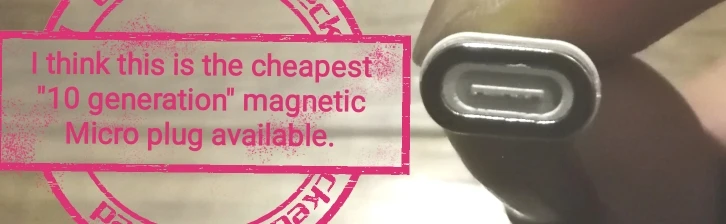 I think this is the cheapest
"10 generation" magnetic
Micro plug available.